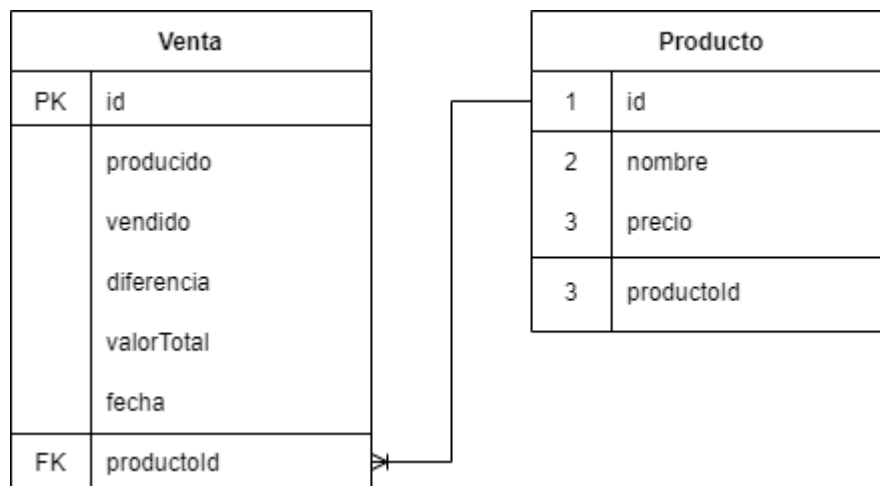 Venta
PK id
producido
vendido
diferencia
valorTotal
fecha
FK productoId
Producto
1 id
2 nombre
3 precio
3 productoId